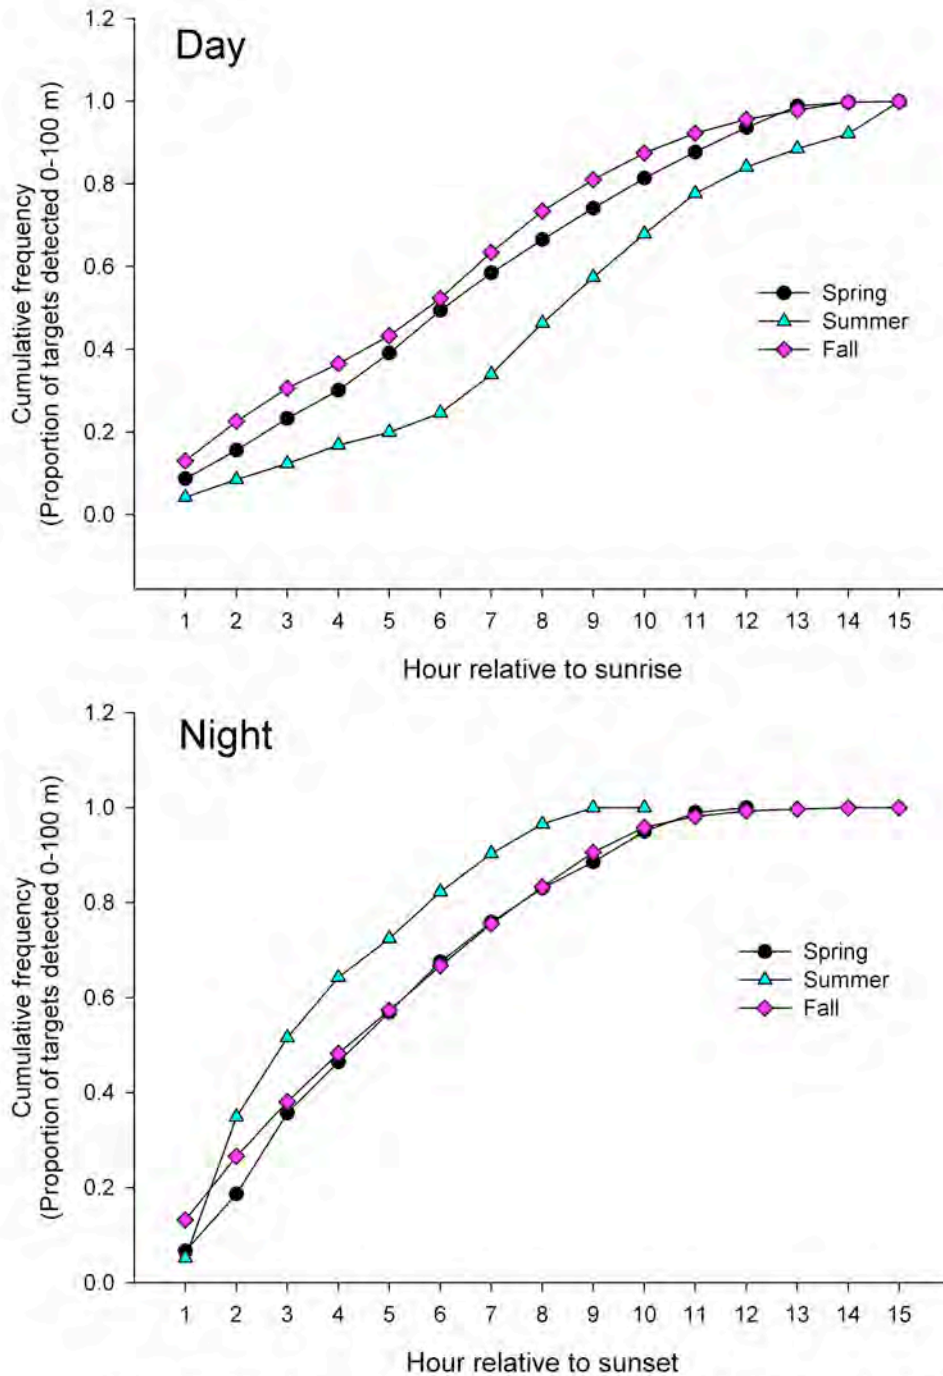 Day
1.2
1.0
0.8
0.6
0.4
0.2
0.0
Cumulative frequency
(Proportion of targets detected 0-100 m)
Spring
Summer
Fall
1 2 3 4 5 6 7 8 9 10 11 12 13 14 15
Hour relative to sunrise
Night
1.2
1.0
0.8
0.6
0.4
0.2
0.0
Cumulative frequency
(Proportion of targets detected 0-100 m)
Spring
Summer
Fall
1 2 3 4 5 6 7 8 9 10 11 12 13 14 15
Hour relative to sunset